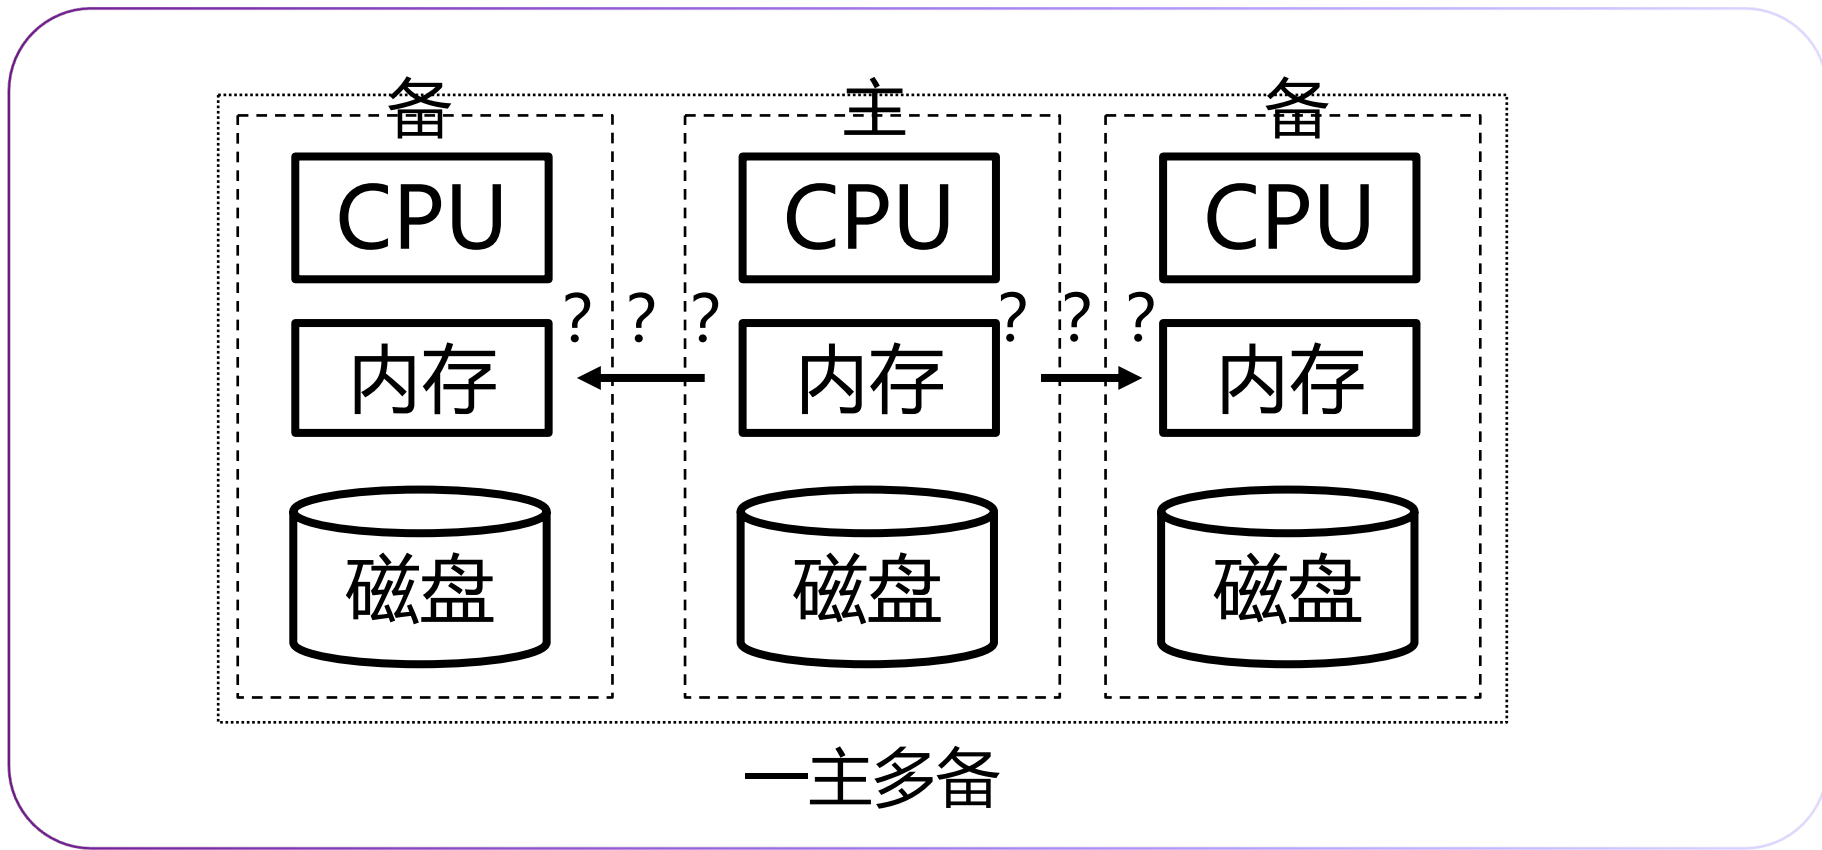 备 主 备
CPU CPU CPU
？？？ ？？？
内存 内存 内存
磁盘 磁盘 磁盘
一主多备